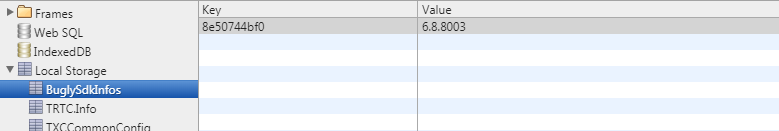 Frames
Web SQL
IndexedDB
Local Storage
BuglySdkInfos
TRTC.Info
TXCCommonConfig
Key Value
8e50744bf0 6.8.8003